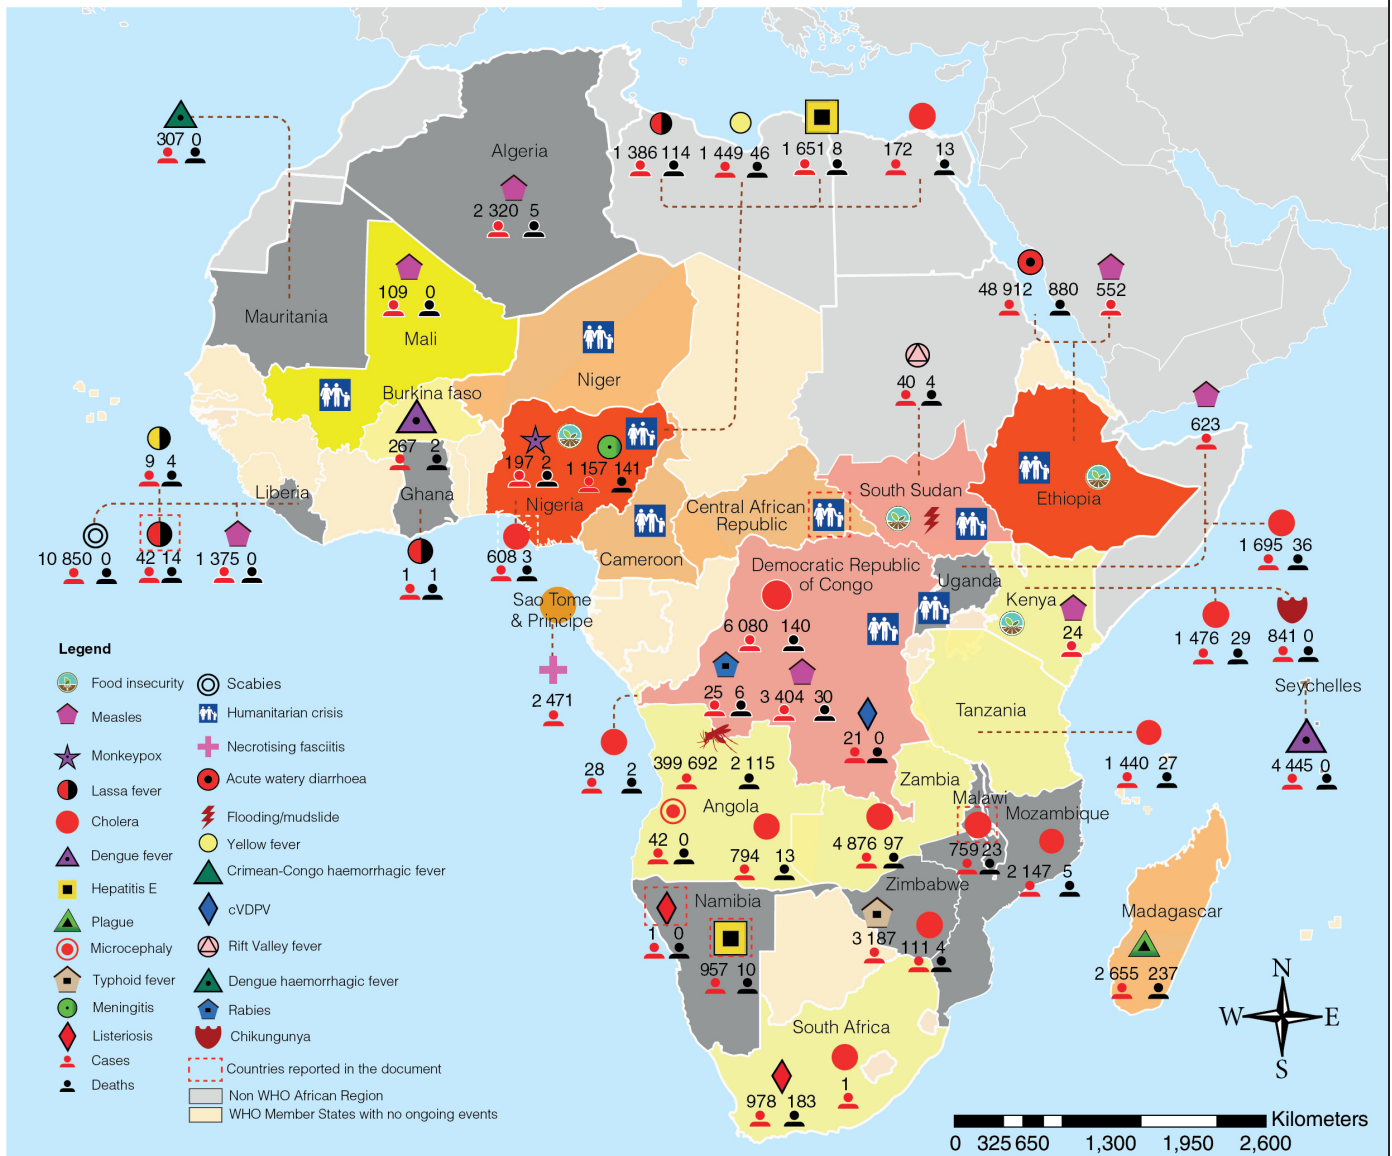 Algeria
307 0
1 386 114
1 449 46
1 651 8
172 13
2 320 5
48 912 880
552
109 0
Mauritania
Mali
Niger
40 4
623
Burkina faso
267 2
9 4
197 2
1 157 141
Liberia
Ghana
Nigeria
Central African
Republic
South Sudan
Ethiopia
10 850 0
42 14
1 375 0
1 1
608 3
Cameroon
Democratic Republic
of Congo
Uganda
1 695 36
Sao Tome
& Principe
Kenya
6 080 140
24
1 476 29
841 0
2 471
25 6
3 404 30
21 0
Seychelles
Tanzania
4 445 0
28 2
399 692 2 115
1 440 27
Zambia
Malawi
Mozambique
Angola
42 0
794 13
4 876 97
759 23
2 147 5
Zimbabwe
Namibia
1 0
957 10
3 187
111 4
Madagascar
2 655 237
South Africa
978 183
1
Legend
Food insecurity
Measles
Monkeypox
Lassa fever
Cholera
Dengue fever
Hepatitis E
Plague
Microcephaly
Typhoid fever
Meningitis
Listeriosis
Cases
Deaths
Scabies
Humanitarian crisis
Necrotising fasciitis
Acute watery diarrhoea
Flooding/mudslide
Yellow fever
Crimean-Congo haemorrhagic fever
cVDPV
Rift Valley fever
Dengue haemorrhagic fever
Rabies
Chikungunya
Countries reported in the document
Non WHO African Region
WHO Member States with no ongoing events
N
W E
S
Kilometers
0 325 650 1,300 1,950 2,600